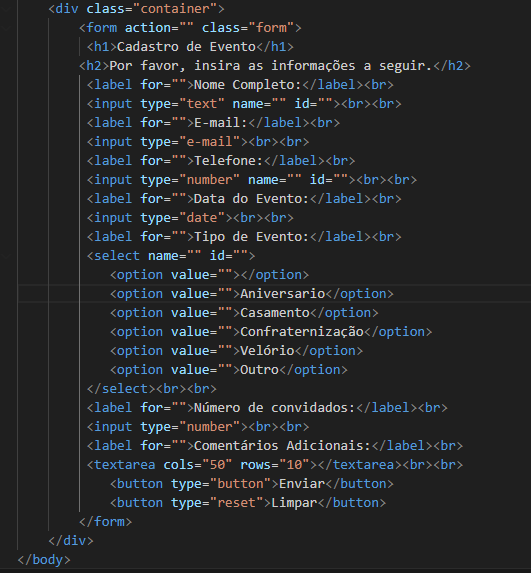 <div class="container">
<form action="" class="form">
<h1>Cadastro de Evento</h1>
<h2>Por favor, insira as informações a seguir.</h2>
<label for="">Nome Completo:</label><br>
<input type="text" name="" id=""><br><br>
<label for="">E-mail:</label><br>
<input type="e-mail"><br><br>
<label for="">Telefone:</label><br>
<input type="number" name="" id=""><br><br>
<label for="">Data do Evento:</label><br>
<input type="date"><br><br>
<label for="">Tipo de Evento:</label><br>
<select name="" id="">
<option value=""></option>
<option value="">Aniversario</option>
<option value="">Casamento</option>
<option value="">Confraternização</option>
<option value="">Velório</option>
<option value="">Outro</option>
</select><br><br>
<label for="">Número de convidados:</label><br>
<input type="number"><br><br>
<label for="">Comentários Adicionais:</label><br>
<textarea cols="50" rows="10"></textarea><br><br>
<button type="button">Enviar</button>
<button type="reset">Limpar</button>
</form>
</div>
</body>